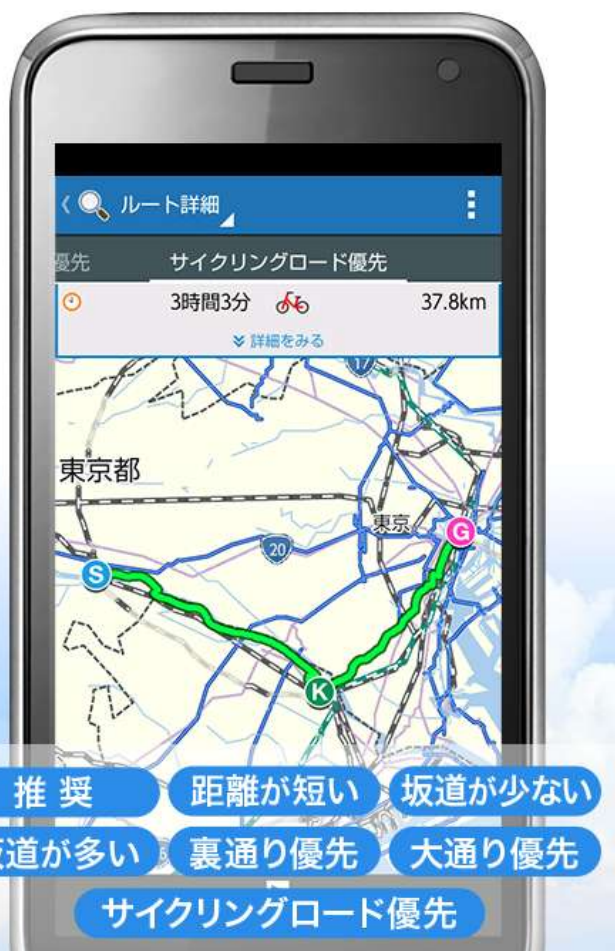 ルート詳細
優先 サイクリングロード優先
3時間3分 37.8km
詳細をみる
17
東京都
東京
G
20
S
K
推奨 距離が短い 坂道が少ない
坂道が多い 裏通り優先 大通り優先
サイクリングロード優先